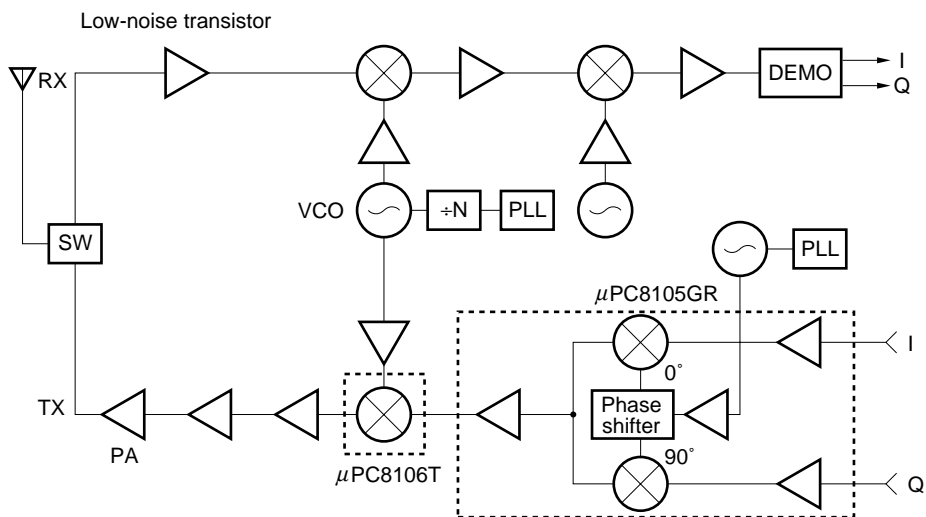 Low-noise transistor
RX
DEMO
I
Q
VCO
÷N
PLL
SW
PLL
μPC8105GR
I
0°
TX
Phase
shifter
PA
90°
μPC8106T
Q